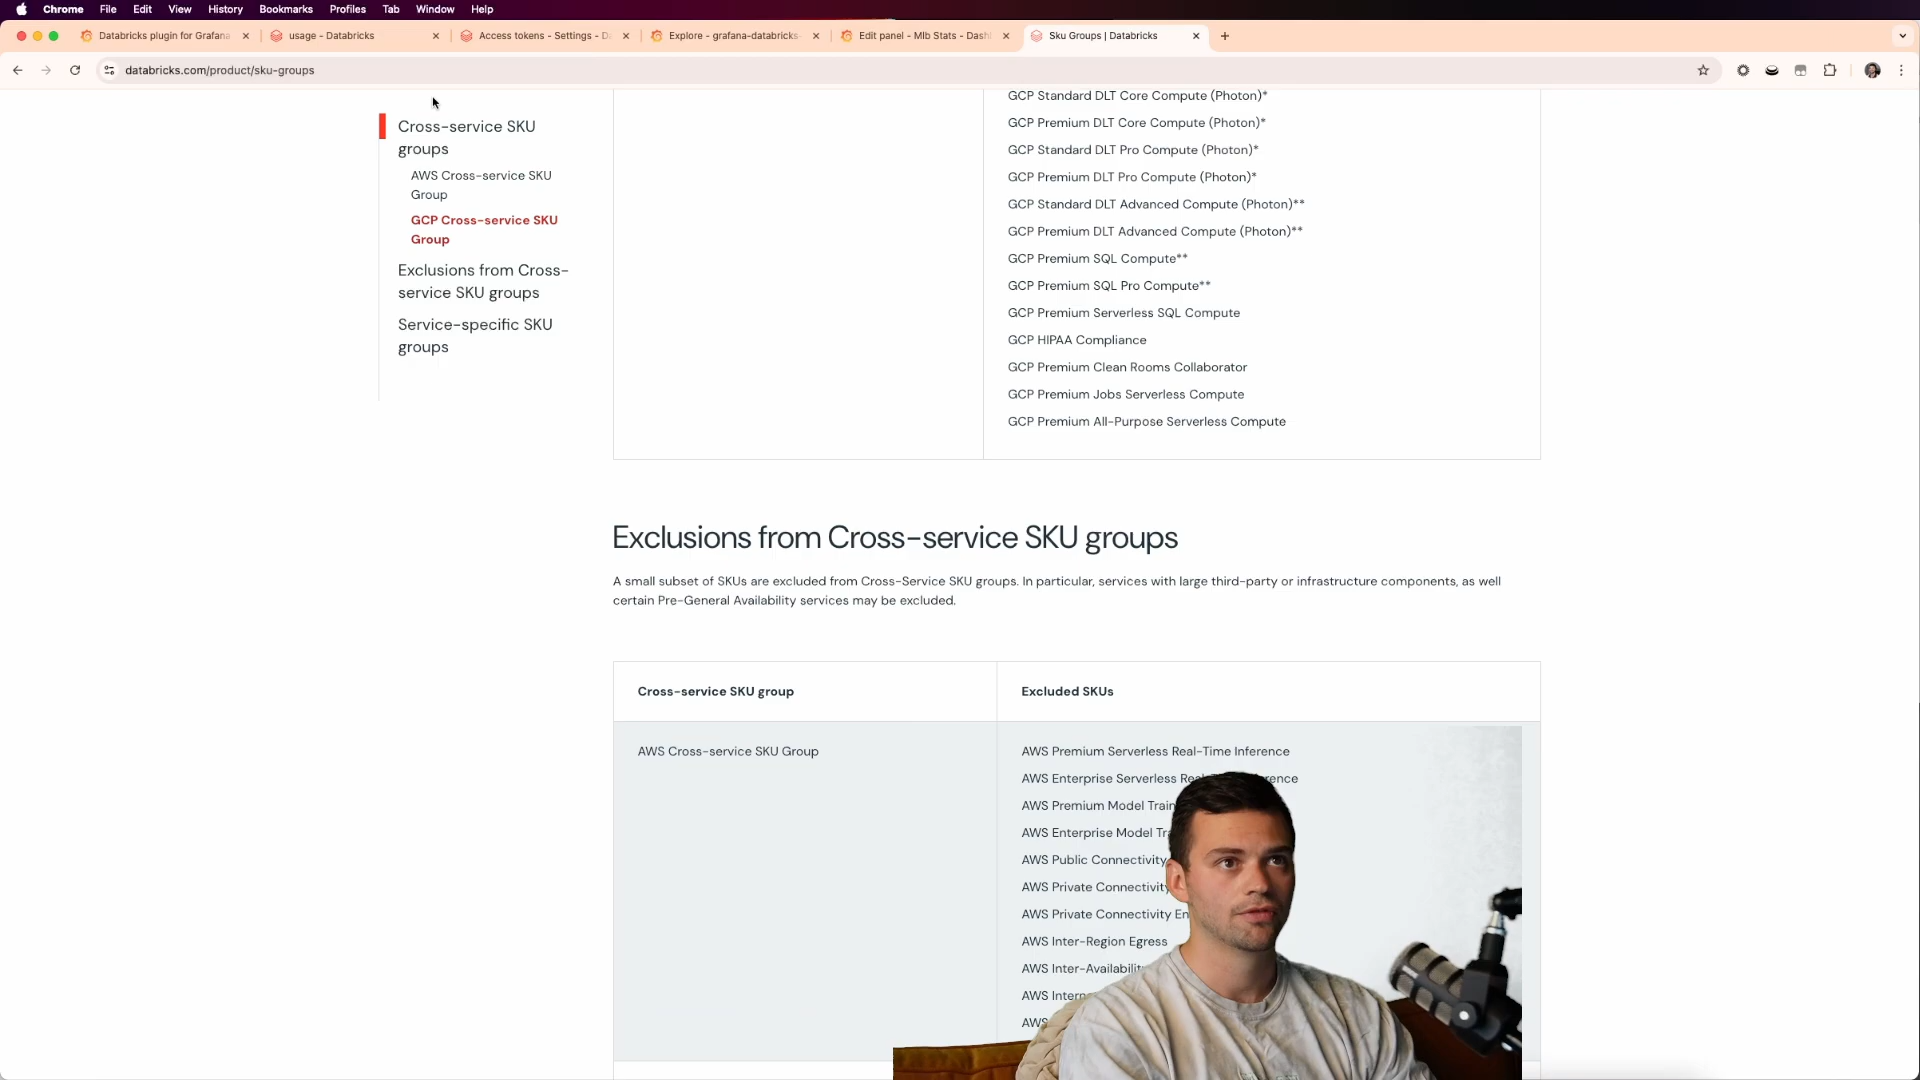 Chrome File Edit View History Bookmarks Profiles Tab Window Help
Databricks plugin for Grafana
usage - Databricks
Access tokens - Settings - Da
Explore - grafana-databricks-
Edit panel - Mlb Stats - Dash
Sku Groups | Databricks
databricks.com/product/sku-groups
Cross-service SKU
groups
AWS Cross-service SKU
Group
GCP Cross-service SKU
Group
Exclusions from Cross-
service SKU groups
Service-specific SKU
groups
GCP Standard DLT Core Compute (Photon)*
GCP Premium DLT Core Compute (Photon)*
GCP Standard DLT Pro Compute (Photon)*
GCP Premium DLT Pro Compute (Photon)*
GCP Standard DLT Advanced Compute (Photon)**
GCP Premium DLT Advanced Compute (Photon)**
GCP Premium SQL Compute**
GCP Premium SQL Pro Compute**
GCP Premium Serverless SQL Compute
GCP HIPAA Compliance
GCP Premium Clean Rooms Collaborator
GCP Premium Jobs Serverless Compute
GCP Premium All-Purpose Serverless Compute
Exclusions from Cross-service SKU groups
A small subset of SKUs are excluded from Cross-Service SKU groups. In particular, services with large third-party or infrastructure components, as well
certain Pre-General Availability services may be excluded.
Cross-service SKU group
Excluded SKUs
AWS Cross-service SKU Group
AWS Premium Serverless Real-Time Inference
AWS Enterprise Serverless
AWS Premium Model
AWS Enterprise Model
AWS Public Connectivity
AWS Private Connectivity
AWS Private Connectivity
AWS Inter-Region Egress
AWS
AWS
AWS